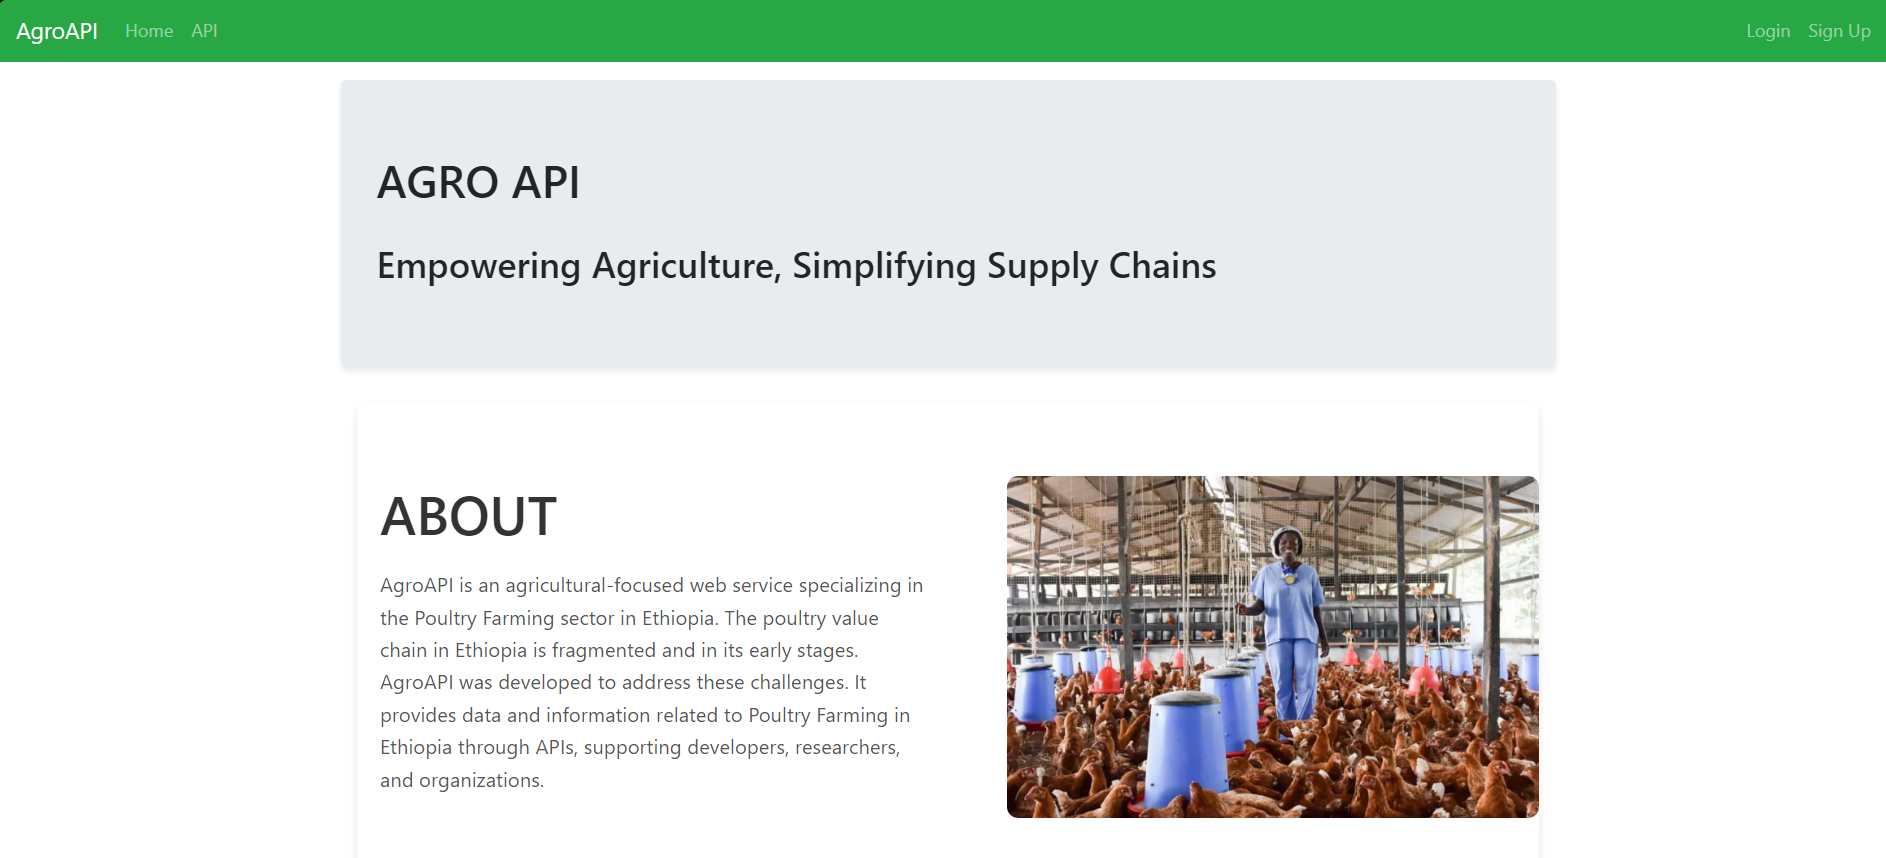 AgroAPI Home API Login Sign Up
AGRO API
Empowering Agriculture, Simplifying Supply Chains
ABOUT
AgroAPI is an agricultural-focused web service specializing in
the Poultry Farming sector in Ethiopia. The poultry value
chain in Ethiopia is fragmented and in its early stages.
AgroAPI was developed to address these challenges. It
provides data and information related to Poultry Farming in
Ethiopia through APIs, supporting developers, researchers,
and organizations.